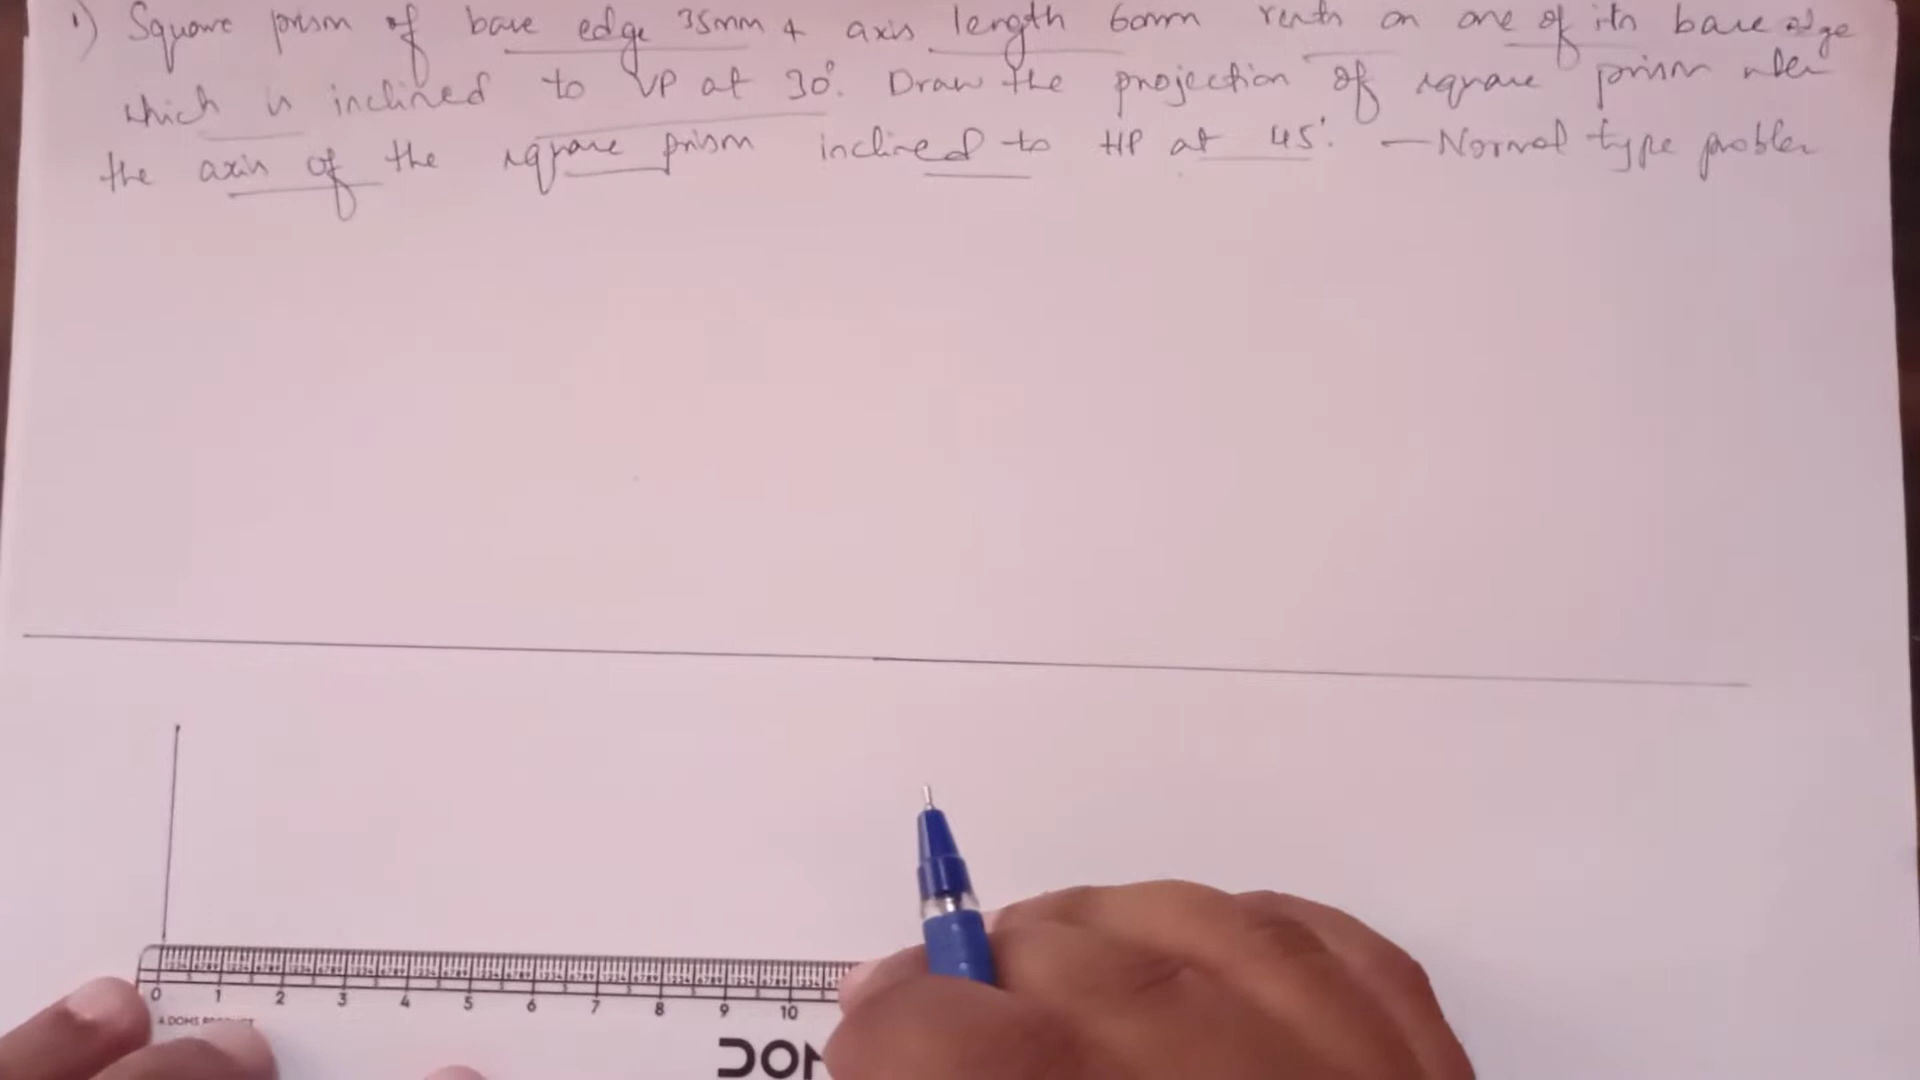 1) Square prism of base edge 35mm & axis length 60mm rests on one of its base edge
which is inclined to VP at 30°. Draw the projection of square prism when
the axis of the square prism inclined to HP at 45°. — Normal type problem
0 1 2 3 4 5 6 7 8 9 10